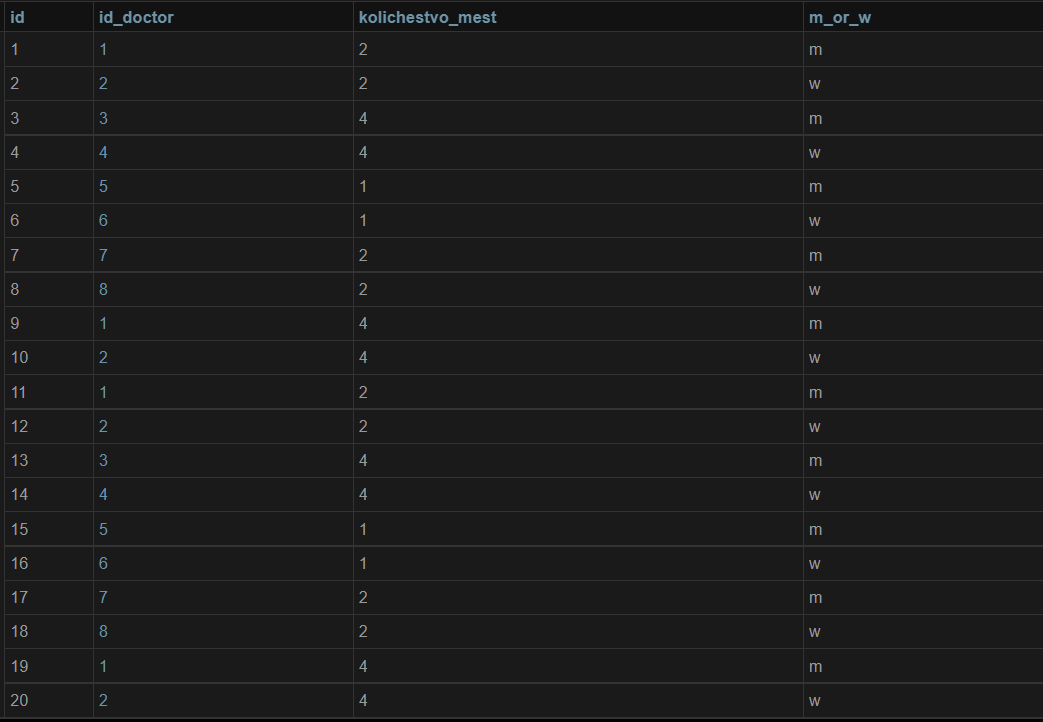 id id_doctor kolichestvo_mest m_or_w
1 1 2 m
2 2 2 w
3 3 4 m
4 4 4 w
5 5 1 m
6 6 1 w
7 7 2 m
8 8 2 w
9 1 4 m
10 2 4 w
11 1 2 m
12 2 2 w
13 3 4 m
14 4 4 w
15 5 1 m
16 6 1 w
17 7 2 m
18 8 2 w
19 1 4 m
20 2 4 w